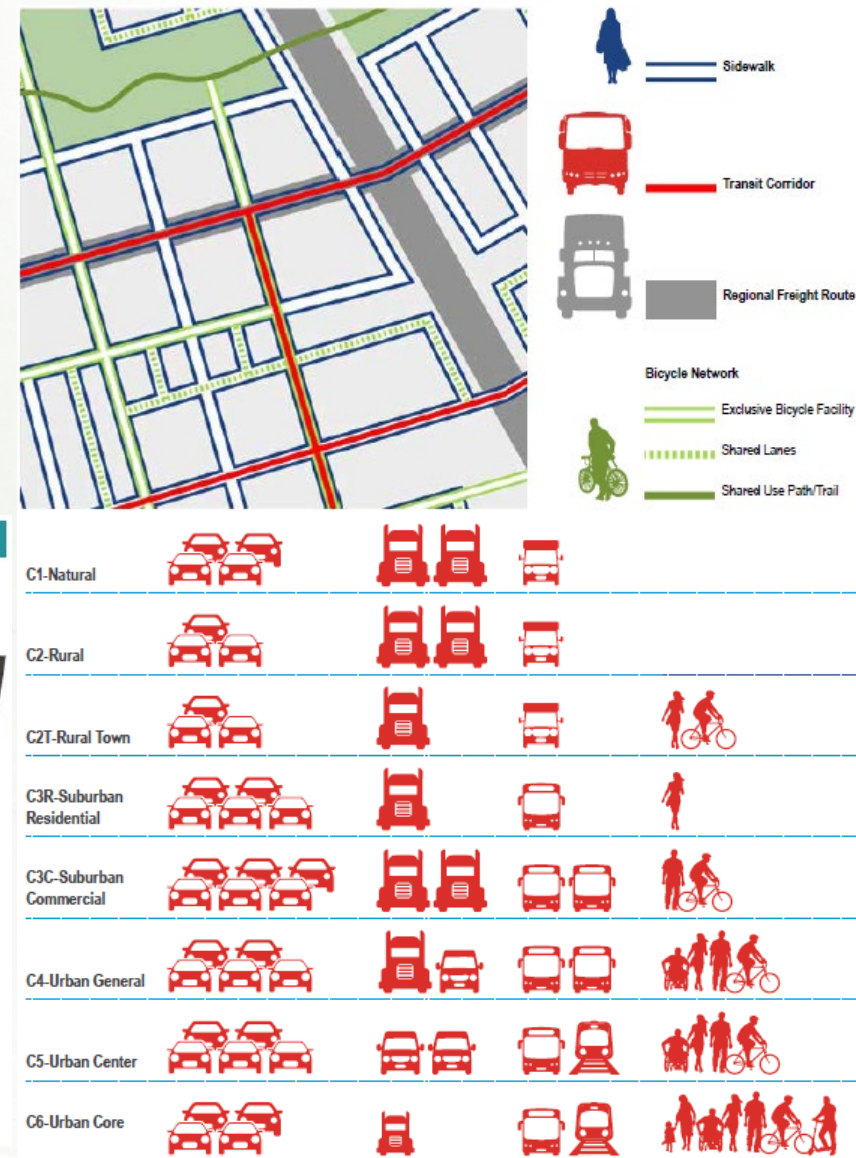 Sidewalk
Transit Corridor
Regional Freight Route
Bicycle Network
Exclusive Bicycle Facility
Shared Lanes
Shared Use Path/Trail
C1-Natural
C2-Rural
C2T-Rural Town
C3R-Suburban
Residential
C3C-Suburban
Commercial
C4-Urban General
C5-Urban Center
C6-Urban Core